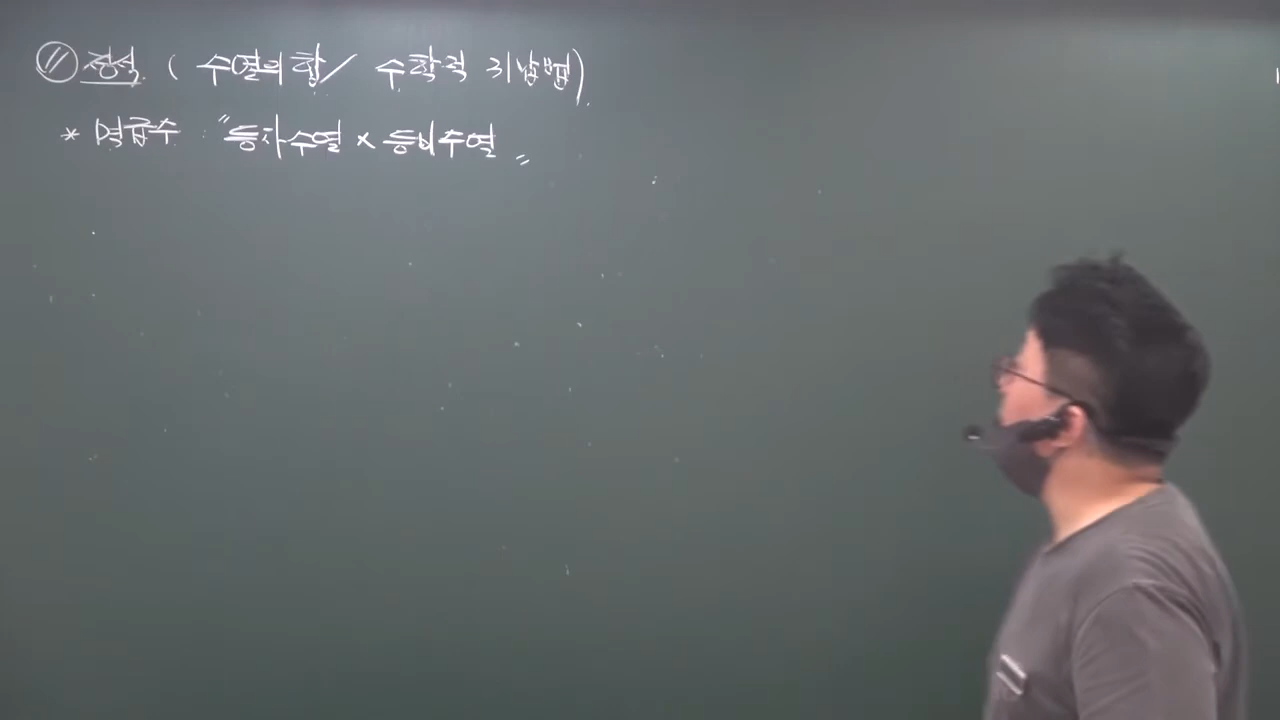 ⑪ 정석 ( 수열의 합 / 수학적 귀납법)
* 멱급수 : "등차수열 × 등비수열"